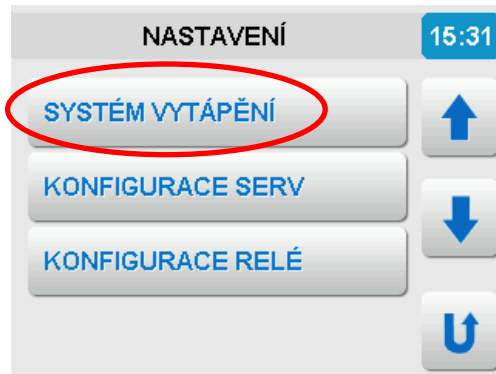 NASTAVENÍ
15:31
SYSTÉM VYTÁPĚNÍ
KONFIGURACE SERV
KONFIGURACE RELÉ